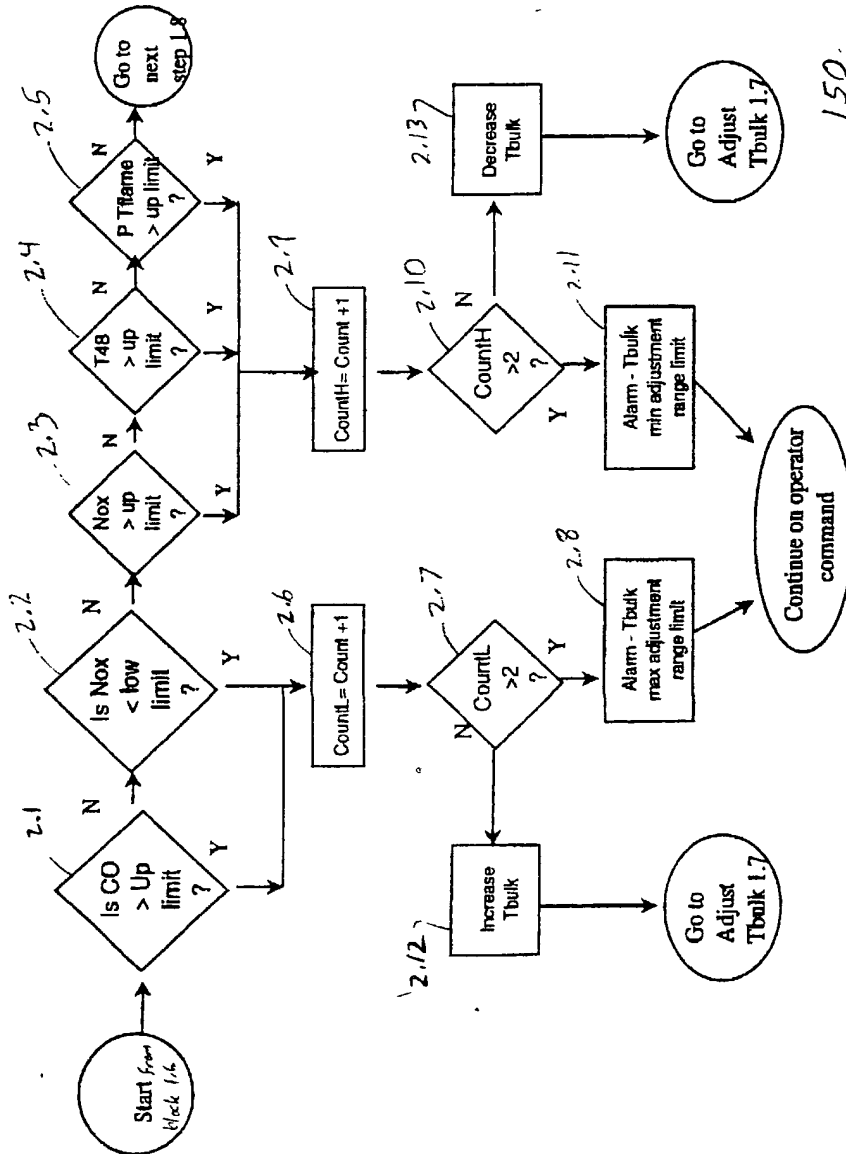 Start from
block 1.6
2.1
Is CO
> Up
limit
?
N
Y
2.2
Is Nox
< low
limit
?
N
Y
2.3
Nox
> up
limit
?
N
Y
2.4
T48
> up
limit
?
N
Y
2.5
P Tflame
> up limit
?
N
Y
Go to
next
step 1.8
2.6
CountL= Count +1
2.7
CountH= Count +1
2.7
CountL
>2
?
N
Y
2.10
CountH
>2
?
N
Y
2.12
Increase
Tbulk
2.8
Alarm - Tbulk
max adjustment
range limit
2.11
Alarm - Tbulk
min adjustment
range limit
2.13
Decrease
Tbulk
Go to
Adjust
Tbulk 1.7
Continue on operator
command
Go to
Adjust
Tbulk 1.7
150.